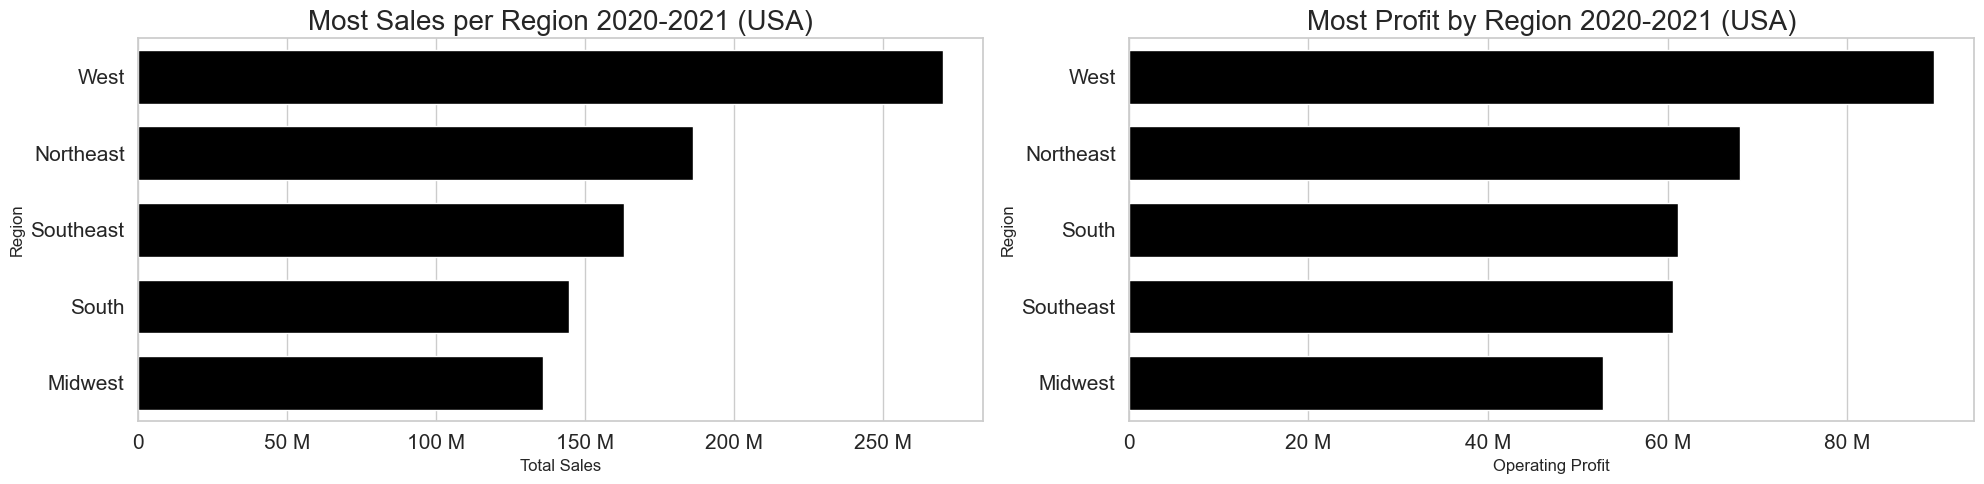 Most Sales per Region 2020-2021 (USA)
West
Northeast
Southeast
South
Midwest
Region
0 50 M 100 M 150 M 200 M 250 M
Total Sales
Most Profit by Region 2020-2021 (USA)
West
Northeast
South
Southeast
Midwest
Region
0 20 M 40 M 60 M 80 M
Operating Profit